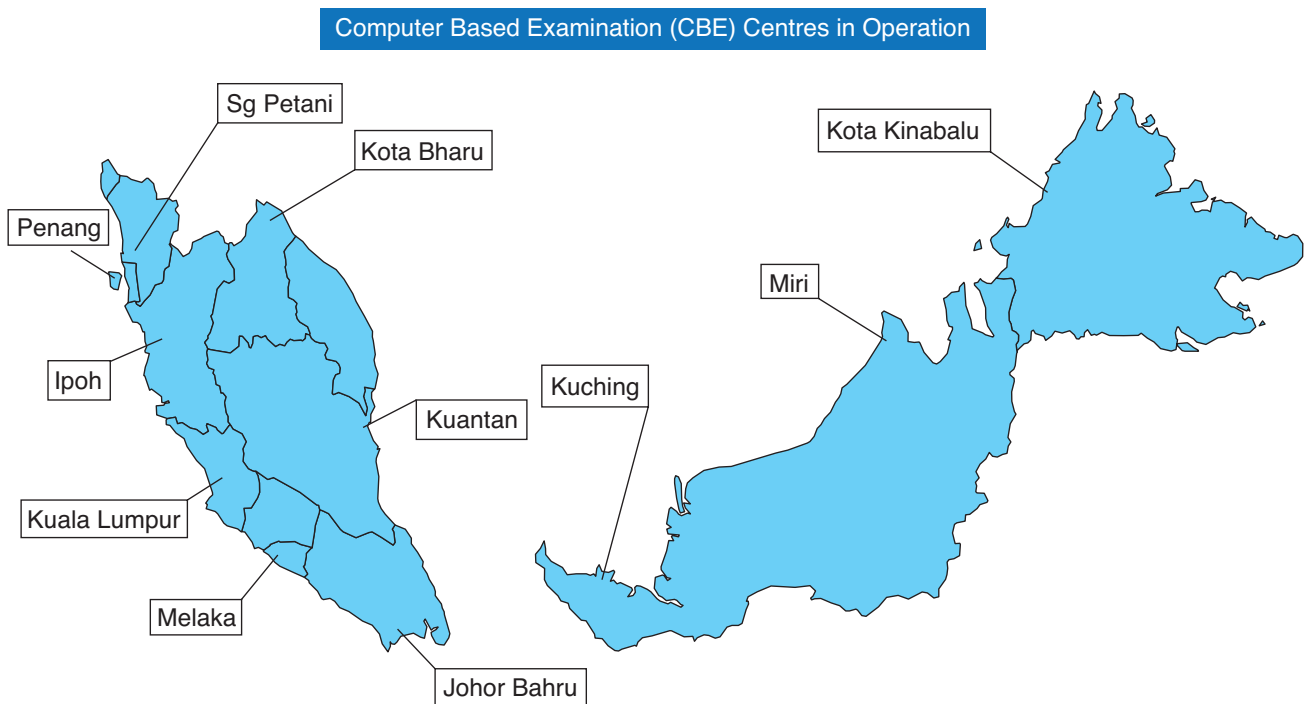 Computer Based Examination (CBE) Centres in Operation
Sg Petani
Kota Bharu
Kota Kinabalu
Penang
Miri
Ipoh
Kuching
Kuantan
Kuala Lumpur
Melaka
Johor Bahru